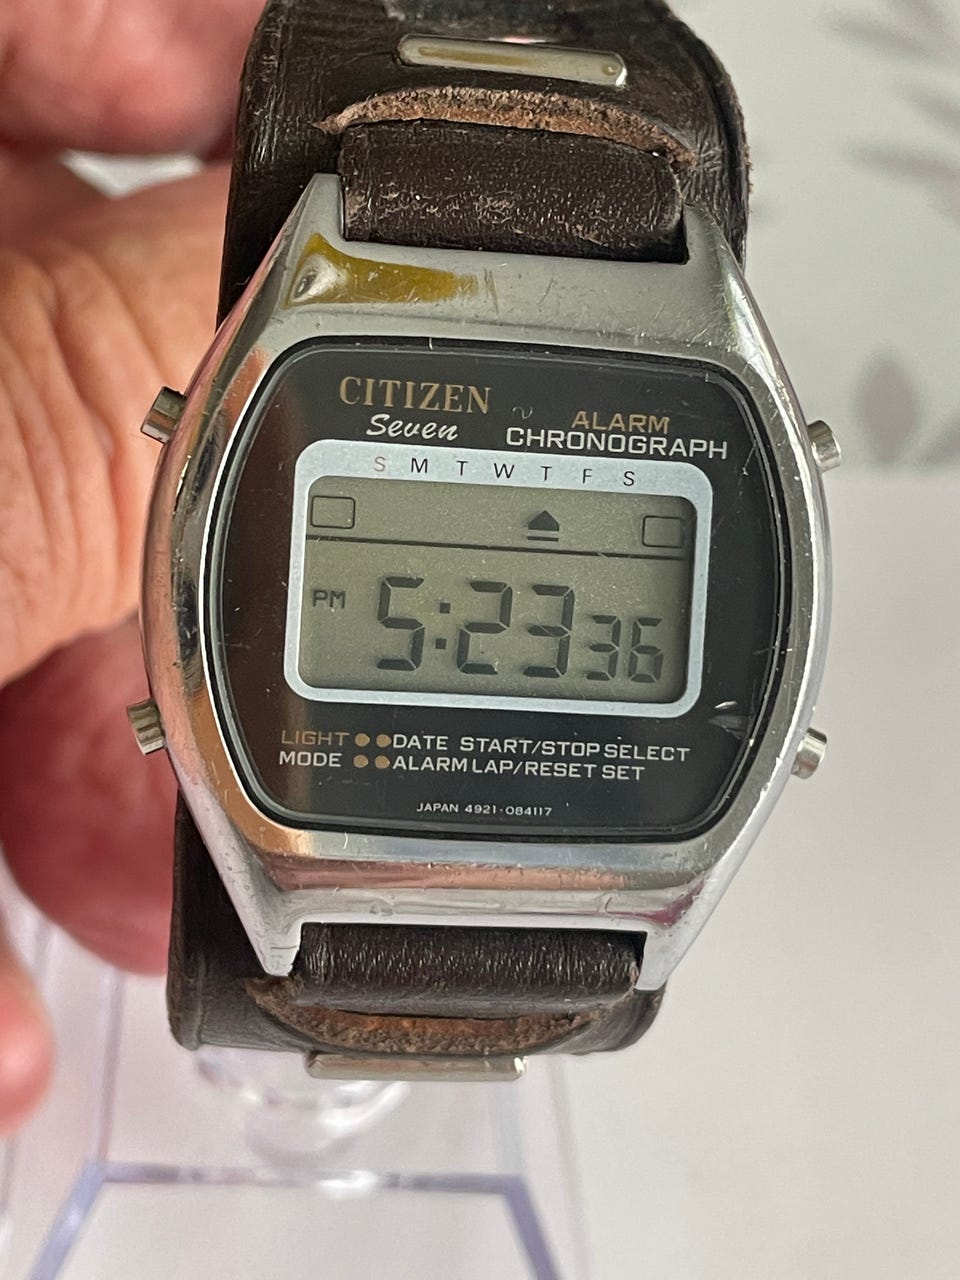 CITIZEN
Seven
ALARM
CHRONOGRAPH
S M T W T F S
PM 5:23 36
LIGHT ●●DATE START/STOP SELECT
MODE ●●ALARM LAP/RESET SET
JAPAN 4921-084117